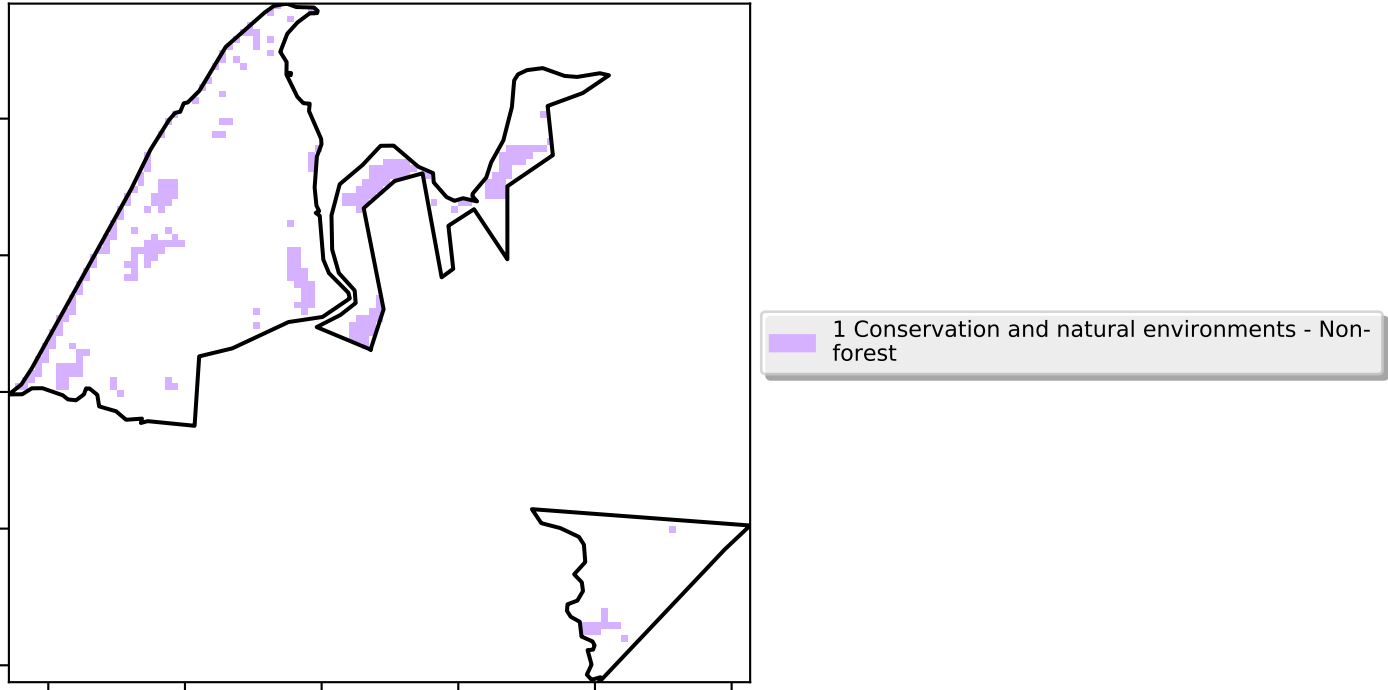 1 Conservation and natural environments - Non-
forest